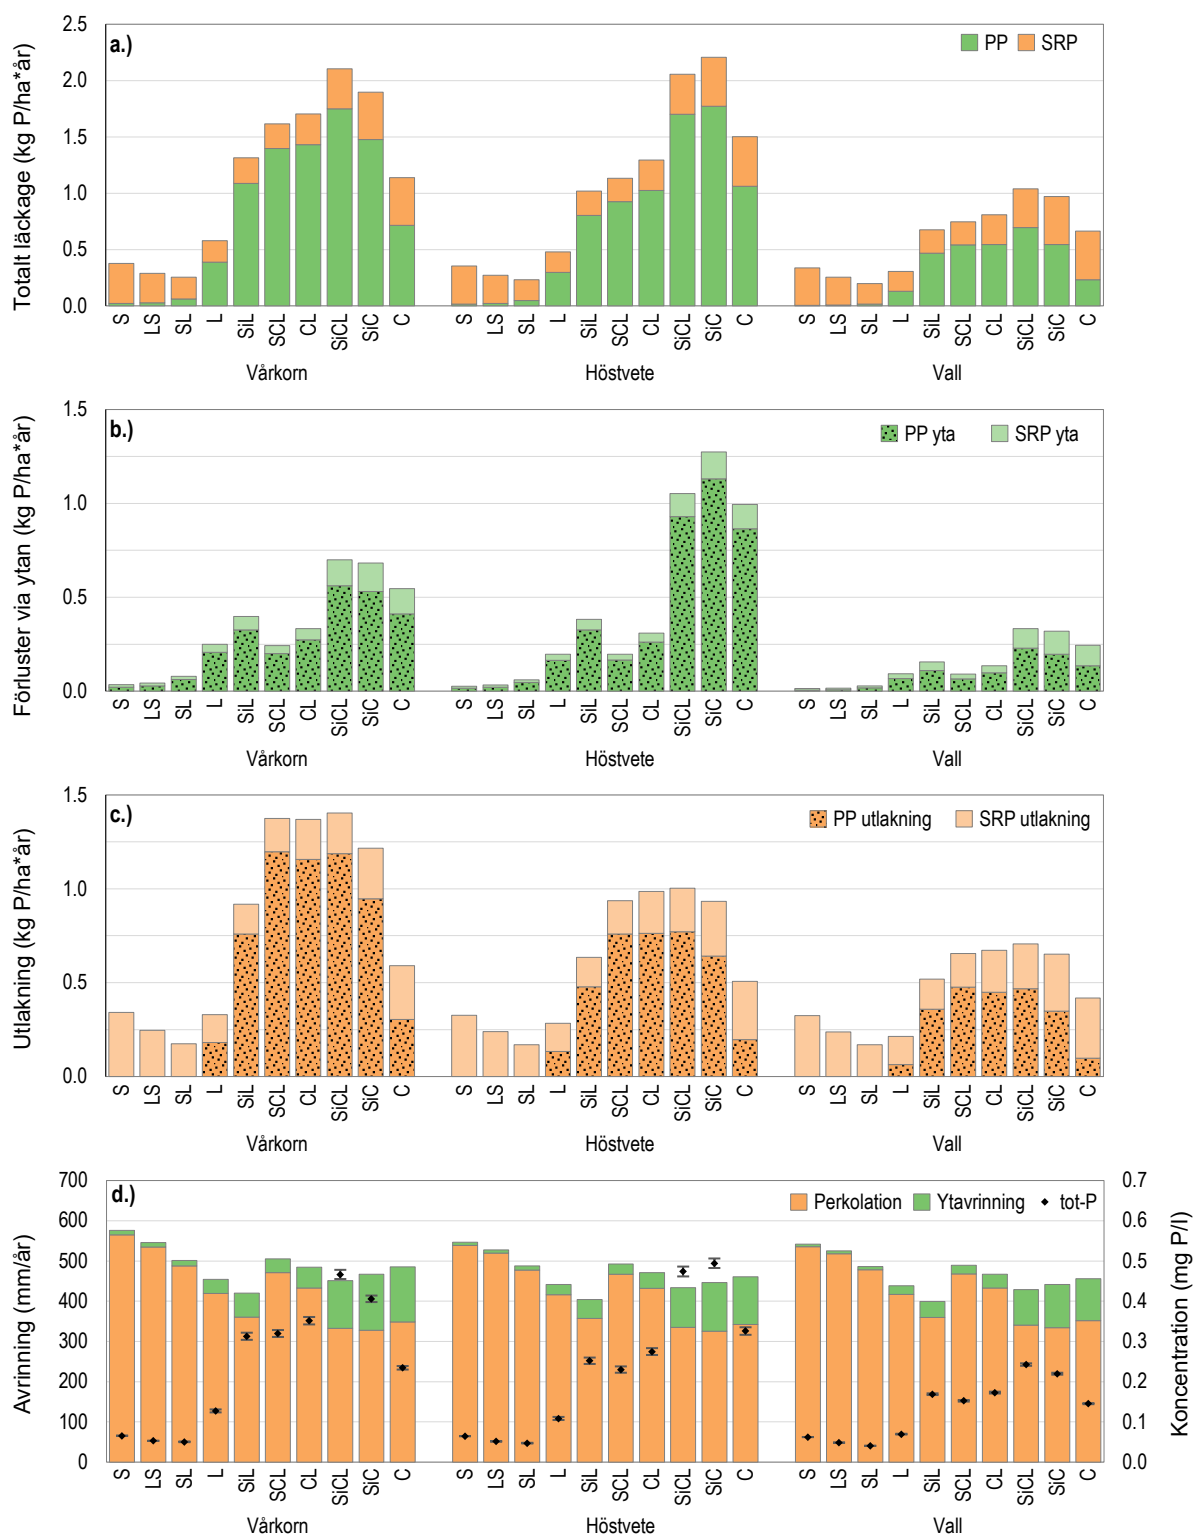 a.)
PP SRP
Totalt läckage (kg P/ha*år)
2.5
2.0
1.5
1.0
0.5
0.0
S LS SL L SiL SCL CL SiCL SiC C S LS SL L SiL SCL CL SiCL SiC C S LS SL L SiL SCL CL SiCL SiC C
Vårkorn Höstvete Vall
b.)
PP yta SRP yta
Förluster via ytan (kg P/ha*år)
1.5
1.0
0.5
0.0
S LS SL L SiL SCL CL SiCL SiC C S LS SL L SiL SCL CL SiCL SiC C S LS SL L SiL SCL CL SiCL SiC C
Vårkorn Höstvete Vall
c.)
PP utlakning SRP utlakning
Utlakning (kg P/ha*år)
1.5
1.0
0.5
0.0
S LS SL L SiL SCL CL SiCL SiC C S LS SL L SiL SCL CL SiCL SiC C S LS SL L SiL SCL CL SiCL SiC C
Vårkorn Höstvete Vall
d.)
Perkolation Ytavrinning tot-P
Avrinning (mm/år)
Koncentration (mg P/l)
700 0.7
600 0.6
500 0.5
400 0.4
300 0.3
200 0.2
100 0.1
0 0.0
S LS SL L SiL SCL CL SiCL SiC C S LS SL L SiL SCL CL SiCL SiC C S LS SL L SiL SCL CL SiCL SiC C
Vårkorn Höstvete Vall